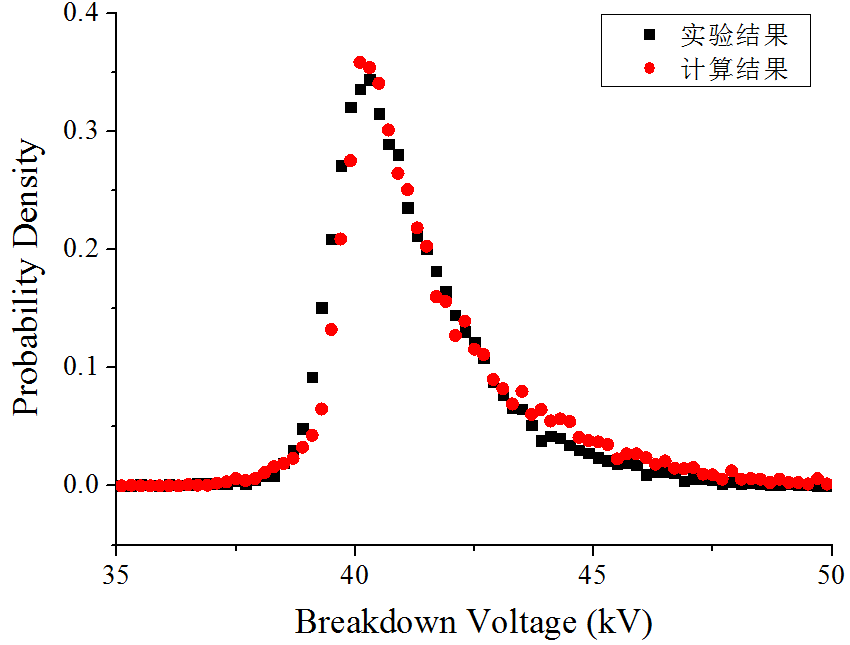 0.4
实验结果
计算结果
0.3
0.2
0.1
0.0
Probability Density
35
40
45
50
Breakdown Voltage (kV)